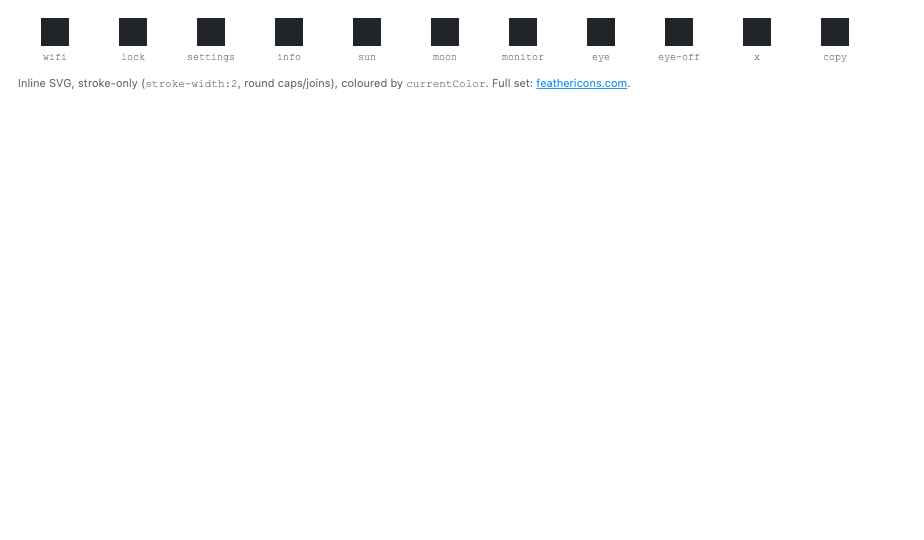 wifi lock settings info sun moon monitor eye eye-off x copy
Inline SVG, stroke-only (stroke-width:2, round caps/joins), coloured by currentColor. Full set: feathericons.com.